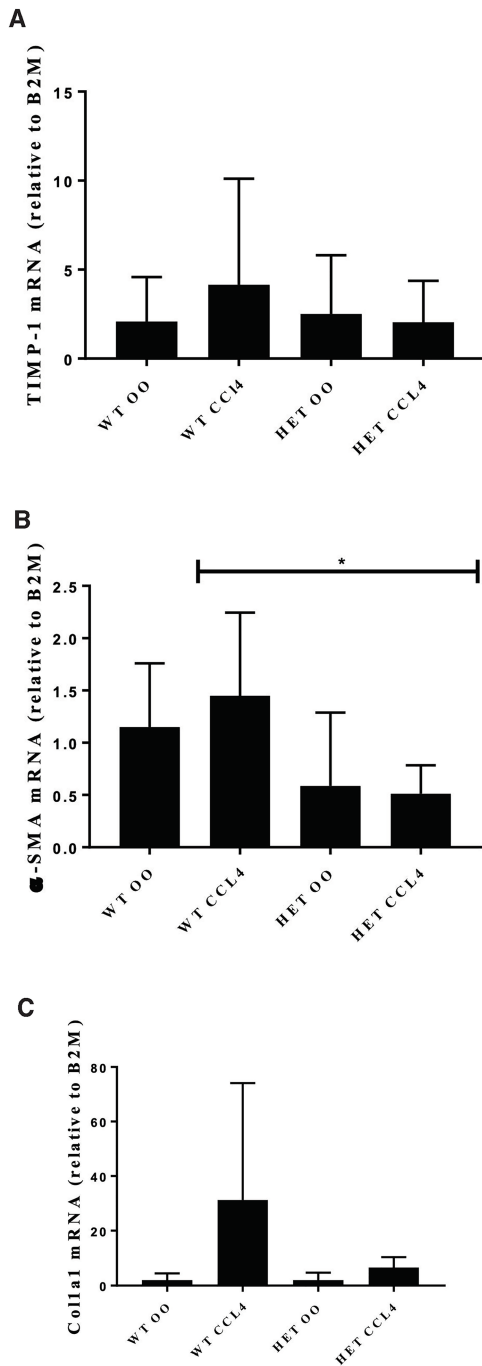 A
TIMP-1 mRNA (relative to B2M)
15
10
5
0
WT OO
WT CCl4
HET OO
HET CCL4
B
*
α-SMA mRNA (relative to B2M)
2.5
2.0
1.5
1.0
0.5
0.0
WT OO
WT CCL4
HET OO
HET CCL4
C
Col1a1 mRNA (relative to B2M)
80
60
40
20
0
WT OO
WT CCL4
HET OO
HET CCL4